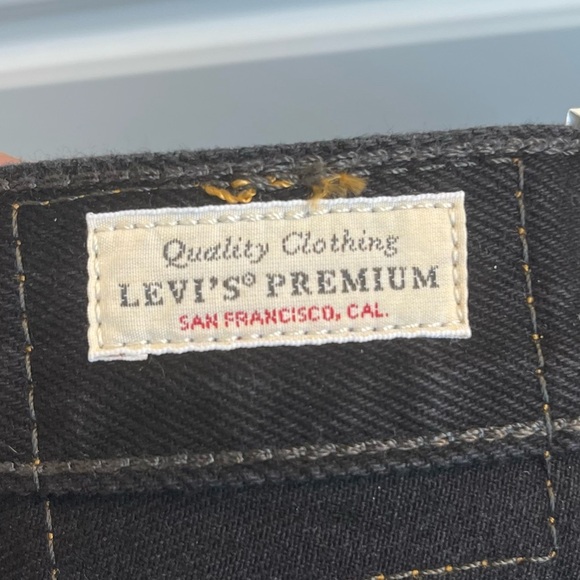 Quality Clothing
LEVI'S® PREMIUM
SAN FRANCISCO, CAL.